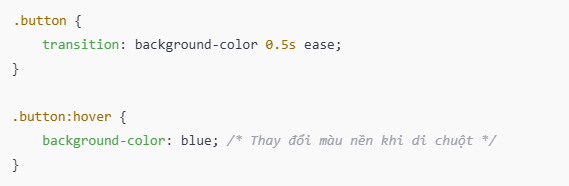 .button {
    transition: background-color 0.5s ease;
}

.button:hover {
    background-color: blue; /* Thay đổi màu nền khi di chuột */
}